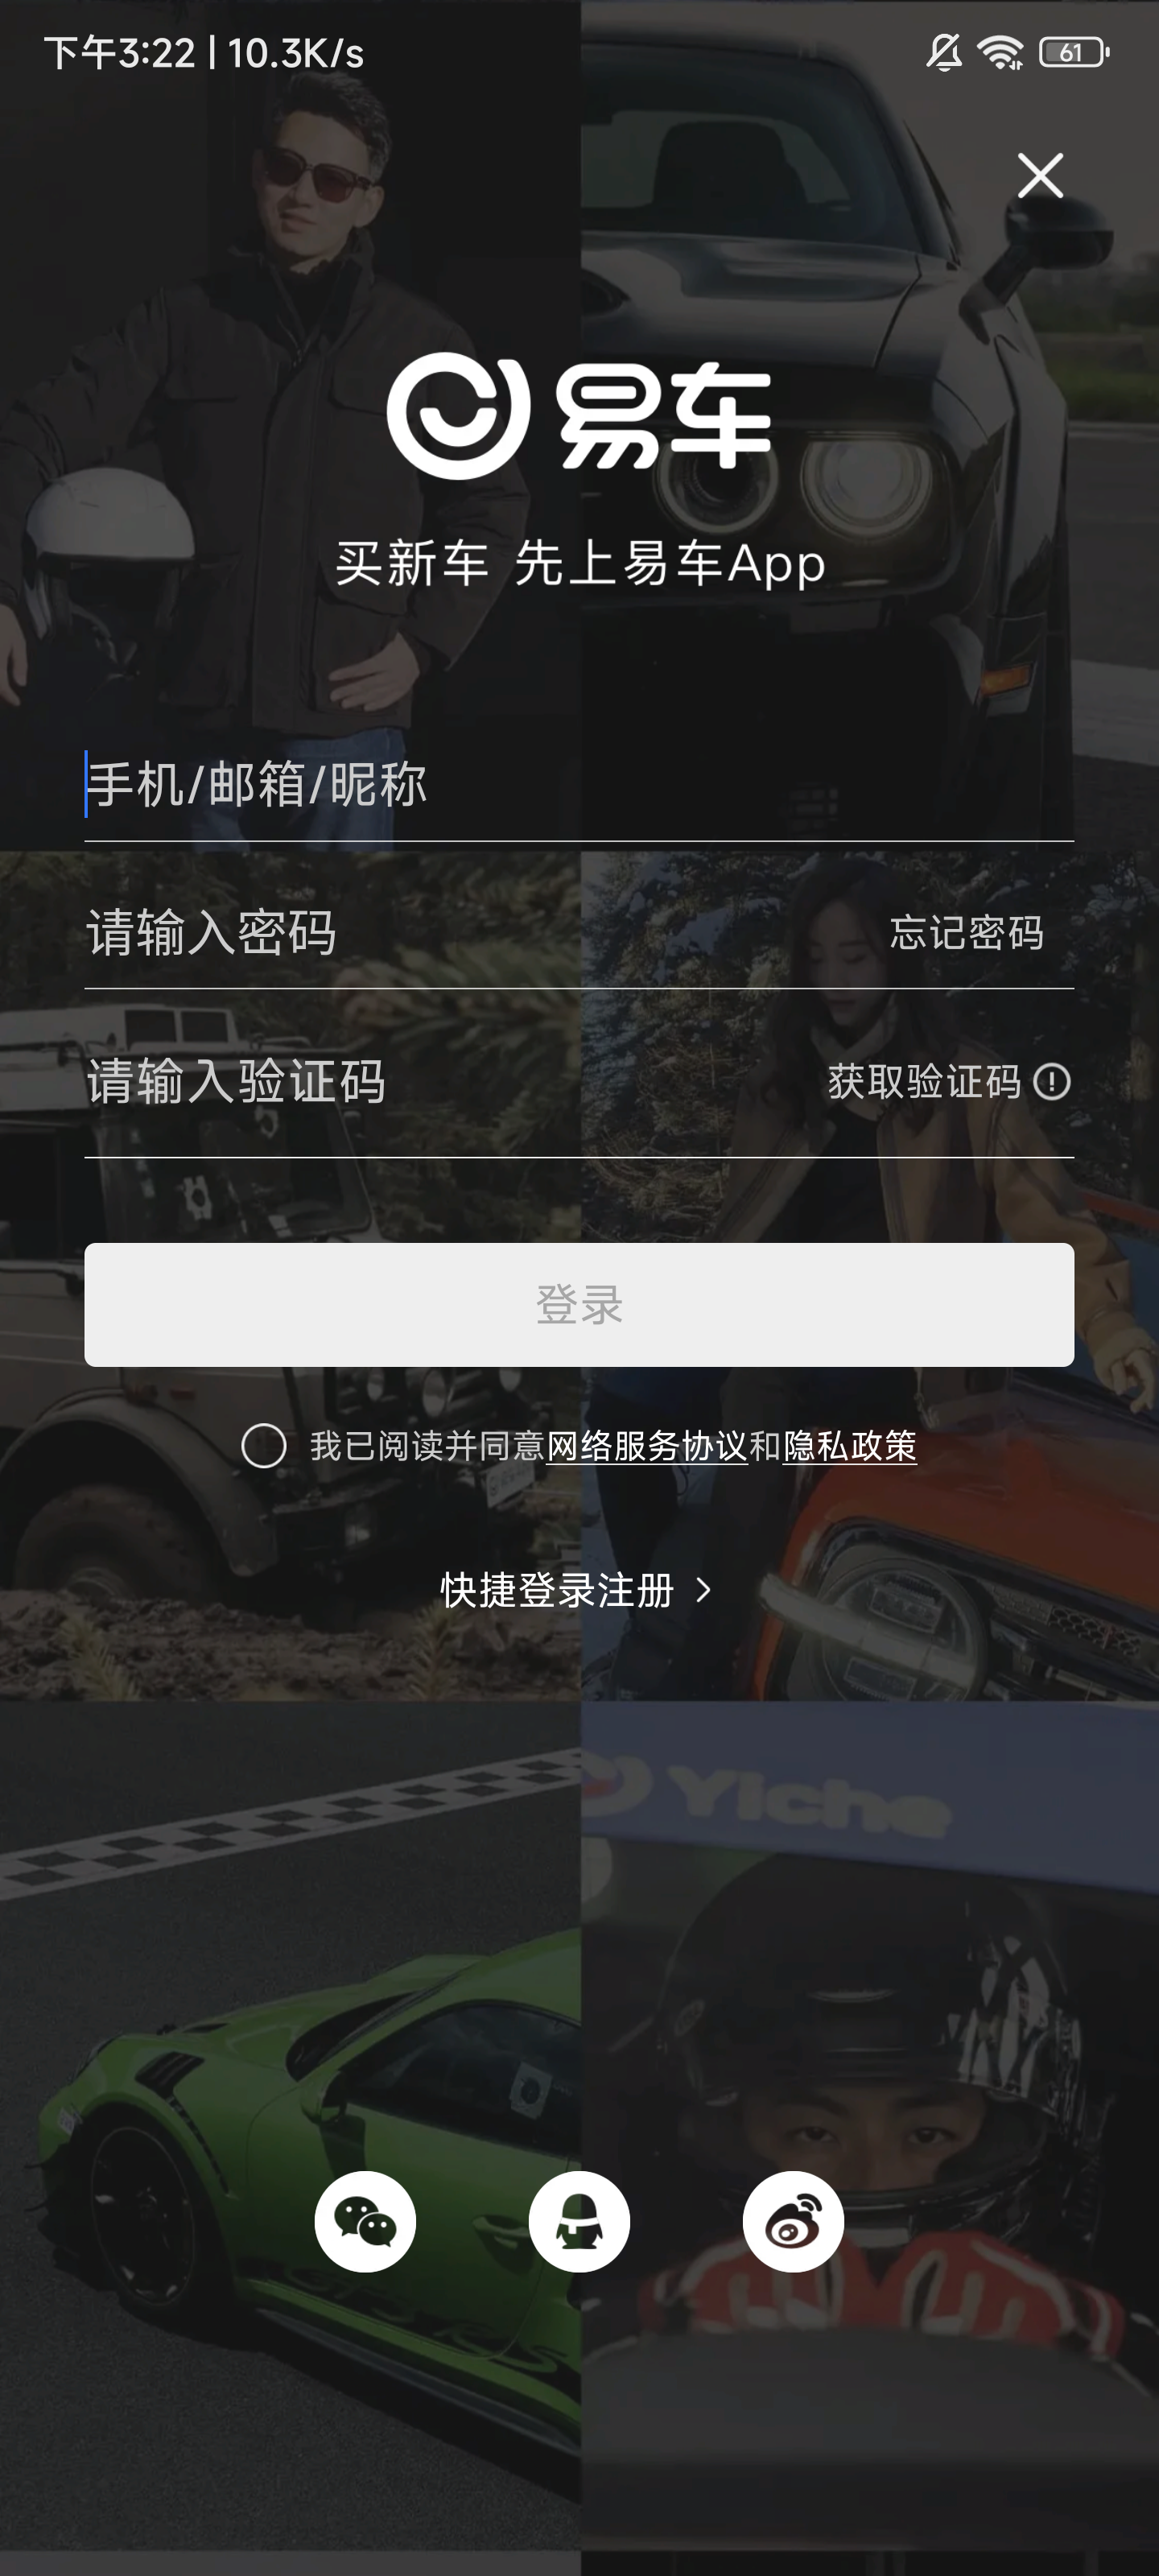 下午3:22 | 10.3K/s
61
易车
买新车 先上易车App
手机/邮箱/昵称
请输入密码
忘记密码
请输入验证码
获取验证码
登录
我已阅读并同意网络服务协议和隐私政策
快捷登录注册
Yiche